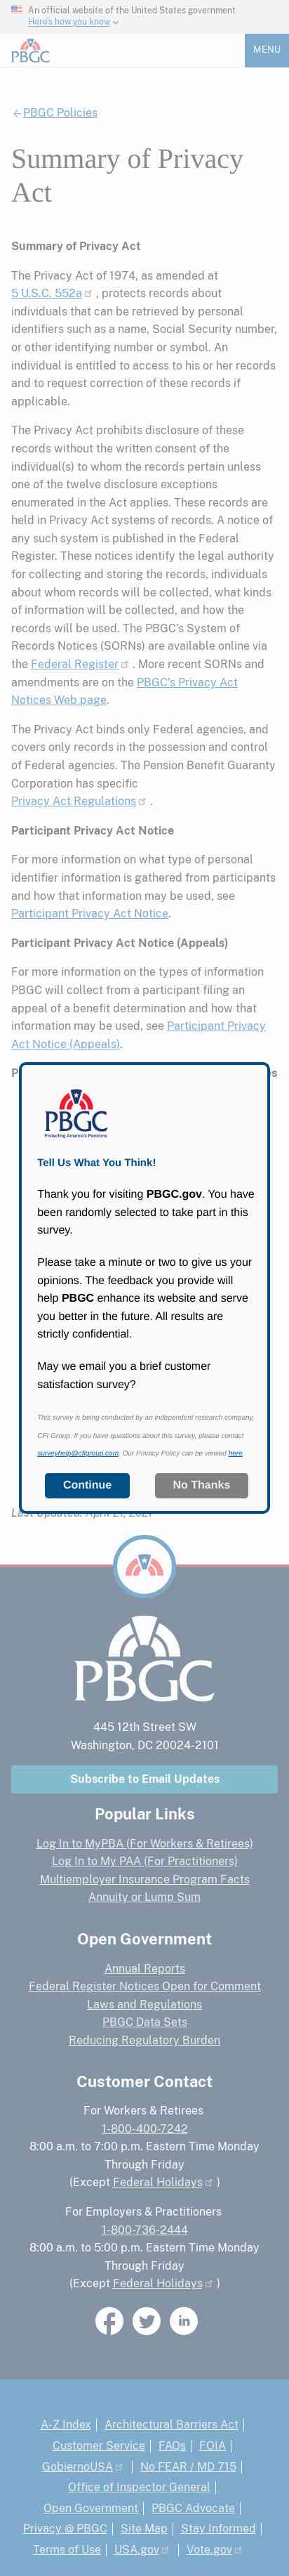 An official website of the United States government
Here's how you know
PBGC
MENU
PBGC Policies
Summary of Privacy
Act
Summary of Privacy Act
The Privacy Act of 1974, as amended at
5 U.S.C. 552a , protects records about
individuals that can be retrieved by personal
identifiers such as a name, Social Security number,
or other identifying number or symbol. An
individual is entitled to access to his or her records
and to request correction of these records if
applicable.
The Privacy Act prohibits disclosure of these
records without the written consent of the
individual(s) to whom the records pertain unless
one of the twelve disclosure exceptions
enumerated in the Act applies. These records are
held in Privacy Act systems of records. A notice of
any such system is published in the Federal
Register. These notices identify the legal authority
for collecting and storing the records, individuals
about whom records will be collected, what kinds
of information will be collected, and how the
records will be used. The PBGC's System of
Records Notices (SORNs) are available online via
the Federal Register . More recent SORNs and
amendments are on the PBGC's Privacy Act
Notices Web page.
The Privacy Act binds only Federal agencies, and
covers only records in the possession and control
of Federal agencies. The Pension Benefit Guaranty
Corporation has specific
Privacy Act Regulations .
Participant Privacy Act Notice
For more information on what type of personal
identifier information is gathered from participants
and how that information may be used, see
Participant Privacy Act Notice.
Participant Privacy Act Notice (Appeals)
For more information on the types of information
PBGC will collect from a participant filing an
appeal of a benefit determination and how that
information may be used, see Participant Privacy
Act Notice (Appeals).
PBGC
Protecting America's Pensions
Tell Us What You Think!
Thank you for visiting PBGC.gov. You have
been randomly selected to take part in this
survey.
Please take a minute or two to give us your
opinions. The feedback you provide will
help PBGC enhance its website and serve
you better in the future. All results are
strictly confidential.
May we email you a brief customer
satisfaction survey?
This survey is being conducted by an independent research company,
CFI Group. If you have questions about this survey, please contact
surveyhelp@cfigroup.com. Our Privacy Policy can be viewed here.
Continue
No Thanks
Last Updated: April 21, 2021
PBGC
445 12th Street SW
Washington, DC 20024-2101
Subscribe to Email Updates
Popular Links
Log In to MyPBA (For Workers & Retirees)
Log In to My PAA (For Practitioners)
Multiemployer Insurance Program Facts
Annuity or Lump Sum
Open Government
Annual Reports
Federal Register Notices Open for Comment
Laws and Regulations
PBGC Data Sets
Reducing Regulatory Burden
Customer Contact
For Workers & Retirees
1-800-400-7242
8:00 a.m. to 7:00 p.m. Eastern Time Monday
Through Friday
(Except Federal Holidays )
For Employers & Practitioners
1-800-736-2444
8:00 a.m. to 5:00 p.m. Eastern Time Monday
Through Friday
(Except Federal Holidays )
A-Z Index | Architectural Barriers Act |
Customer Service | FAQs | FOIA |
GobiernoUSA | No FEAR / MD 715 |
Office of Inspector General |
Open Government | PBGC Advocate |
Privacy @ PBGC | Site Map | Stay Informed |
Terms of Use | USA.gov | Vote.gov